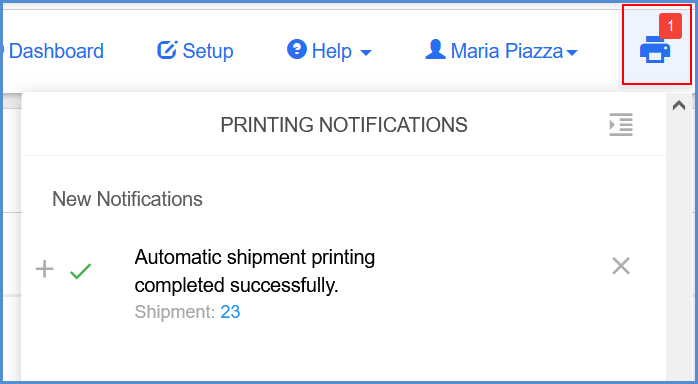 Dashboard Setup Help Maria Piazza 1
PRINTING NOTIFICATIONS
New Notifications
Automatic shipment printing
completed successfully.
Shipment: 23